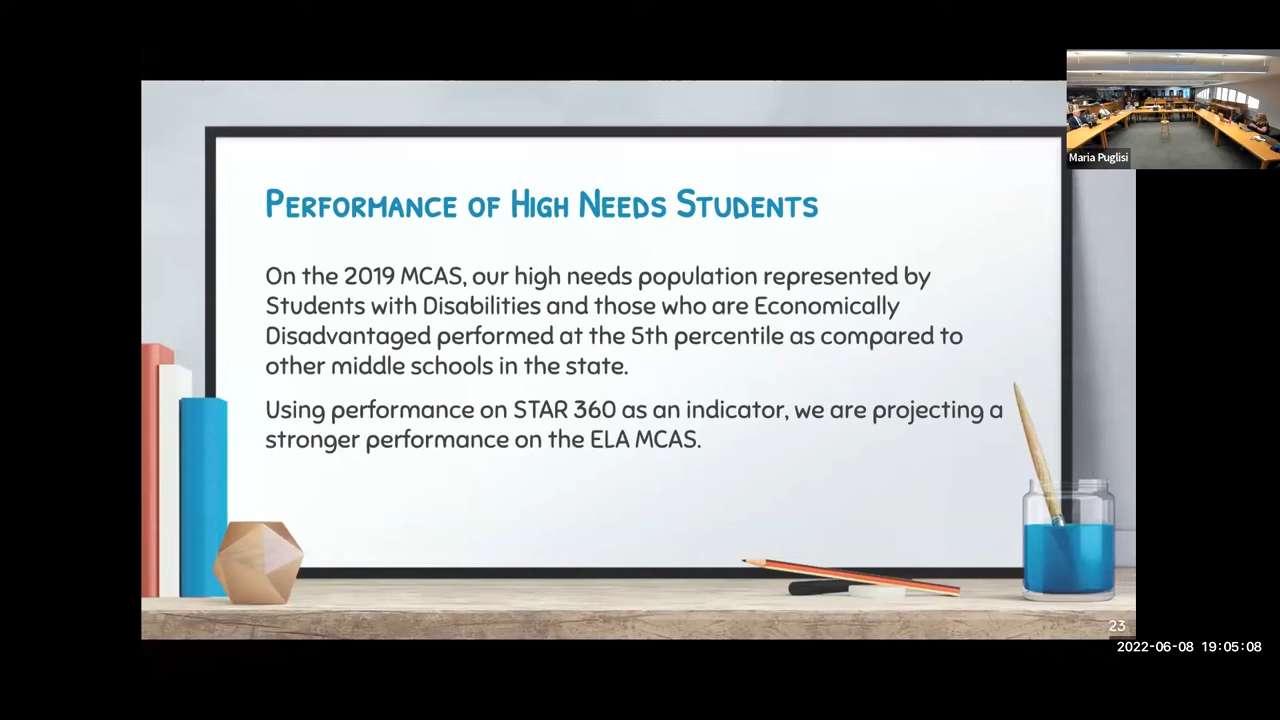 Maria Puglisi
Performance of High Needs Students
On the 2019 MCAS, our high needs population represented by
Students with Disabilities and those who are Economically
Disadvantaged performed at the 5th percentile as compared to
other middle schools in the state.
Using performance on STAR 360 as an indicator, we are projecting a
stronger performance on the ELA MCAS.
23
2022-06-08 19:05:08